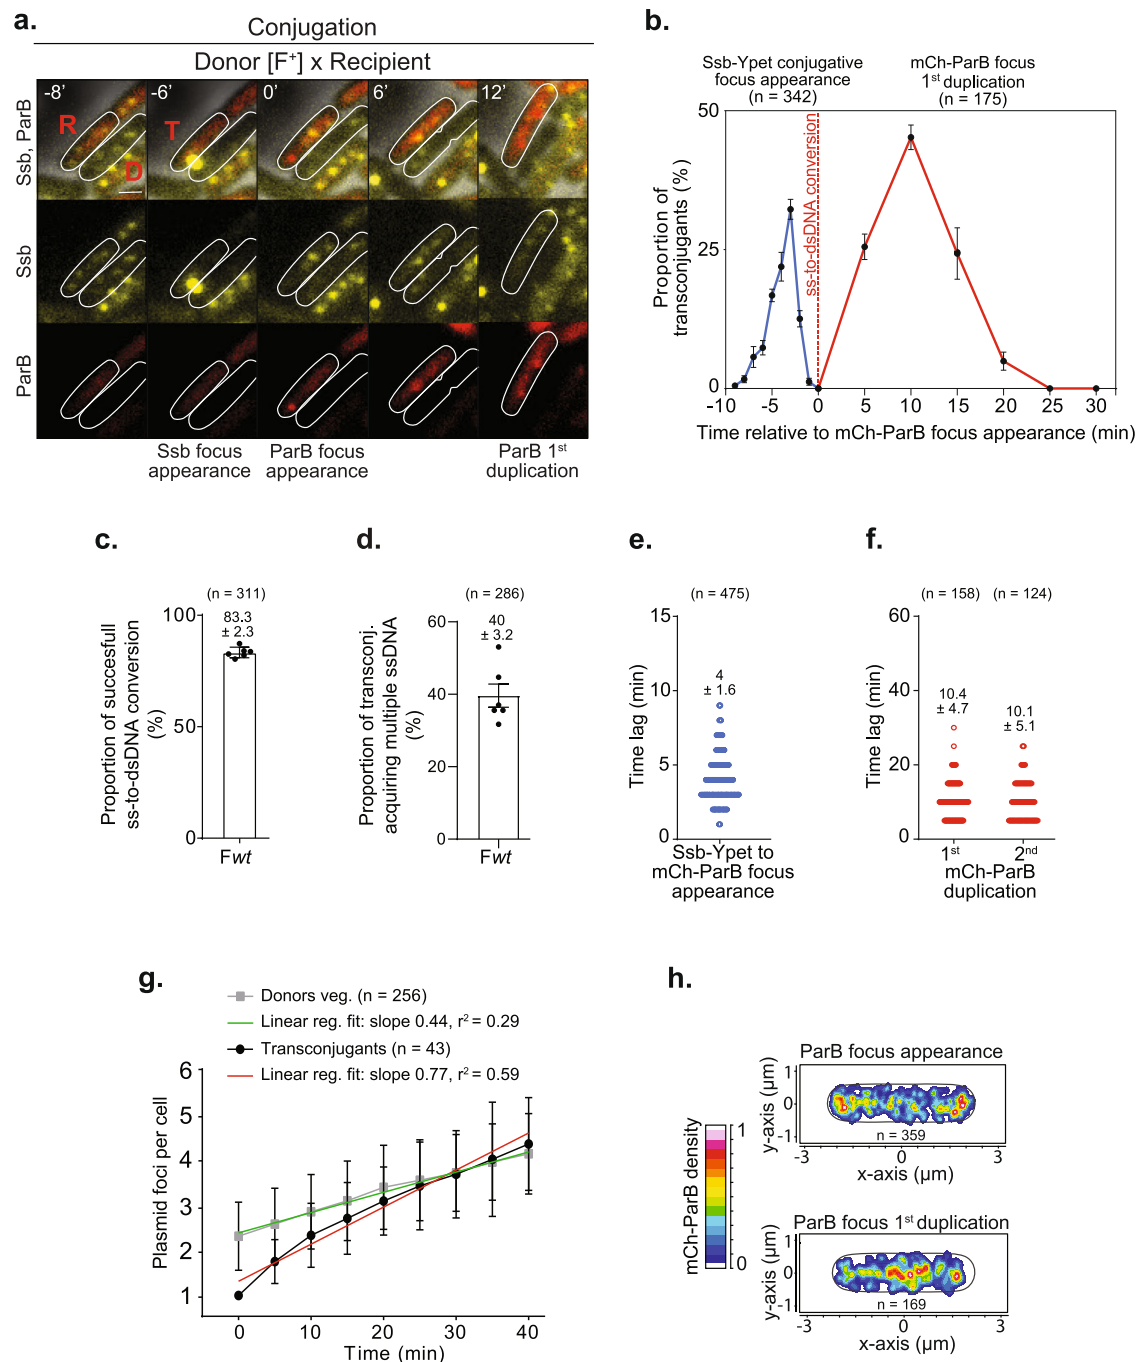 a.
Conjugation
Donor [F⁺] x Recipient
-8’
-6’
0’
6’
12’
R
T
D
Ssb, ParB
Ssb
ParB
Ssb focus
appearance
ParB focus
appearance
ParB 1st
duplication
b.
Ssb-Ypet conjugative
focus appearance
(n = 342)
mCh-ParB focus
1st duplication
(n = 175)
Proportion of
transconjugants (%)
50
25
0
ss-to-dsDNA conversion
-10
-5
0
5
10
15
20
25
30
Time relative to mCh-ParB focus appearance (min)
c.
(n = 311)
83.3
± 2.3
Proportion of succesfull
ss-to-dsDNA conversion
(%)
100
50
0
Fwt
d.
(n = 286)
40
± 3.2
Proportion of transconj.
acquiring multiple ssDNA
(%)
60
40
20
0
Fwt
e.
(n = 475)
4
± 1.6
Time lag (min)
15
10
5
0
Ssb-Ypet to
mCh-ParB focus
appearance
f.
(n = 158)
(n = 124)
10.4
± 4.7
10.1
± 5.1
Time lag (min)
60
40
20
0
1st
2nd
mCh-ParB
duplication
g.
Donors veg. (n = 256)
Linear reg. fit: slope 0.44, r² = 0.29
Transconjugants (n = 43)
Linear reg. fit: slope 0.77, r² = 0.59
Plasmid foci per cell
6
5
4
3
2
1
0
10
20
30
40
Time (min)
h.
mCh-ParB density
1
0
ParB focus appearance
y-axis (µm)
1
0
-1
n = 359
-3
0
3
x-axis (µm)
ParB focus 1st duplication
y-axis (µm)
1
0
-1
n = 169
-3
0
3
x-axis (µm)